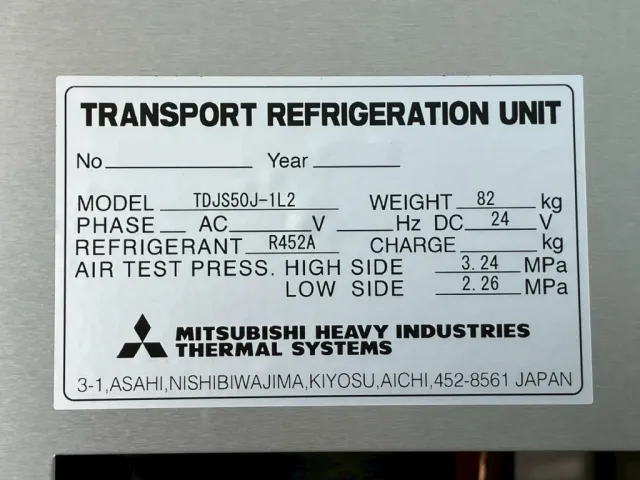 TRANSPORT REFRIGERATION UNIT
No Year
MODEL TDJS50J-1L2 WEIGHT 82 kg
PHASE AC V Hz DC 24 V
REFRIGERANT R452A CHARGE kg
AIR TEST PRESS. HIGH SIDE 3.24 MPa
LOW SIDE 2.26 MPa
MITSUBISHI HEAVY INDUSTRIES
THERMAL SYSTEMS
3-1,ASAHI,NISHIBIWAJIMA,KIYOSU,AICHI,452-8561 JAPAN